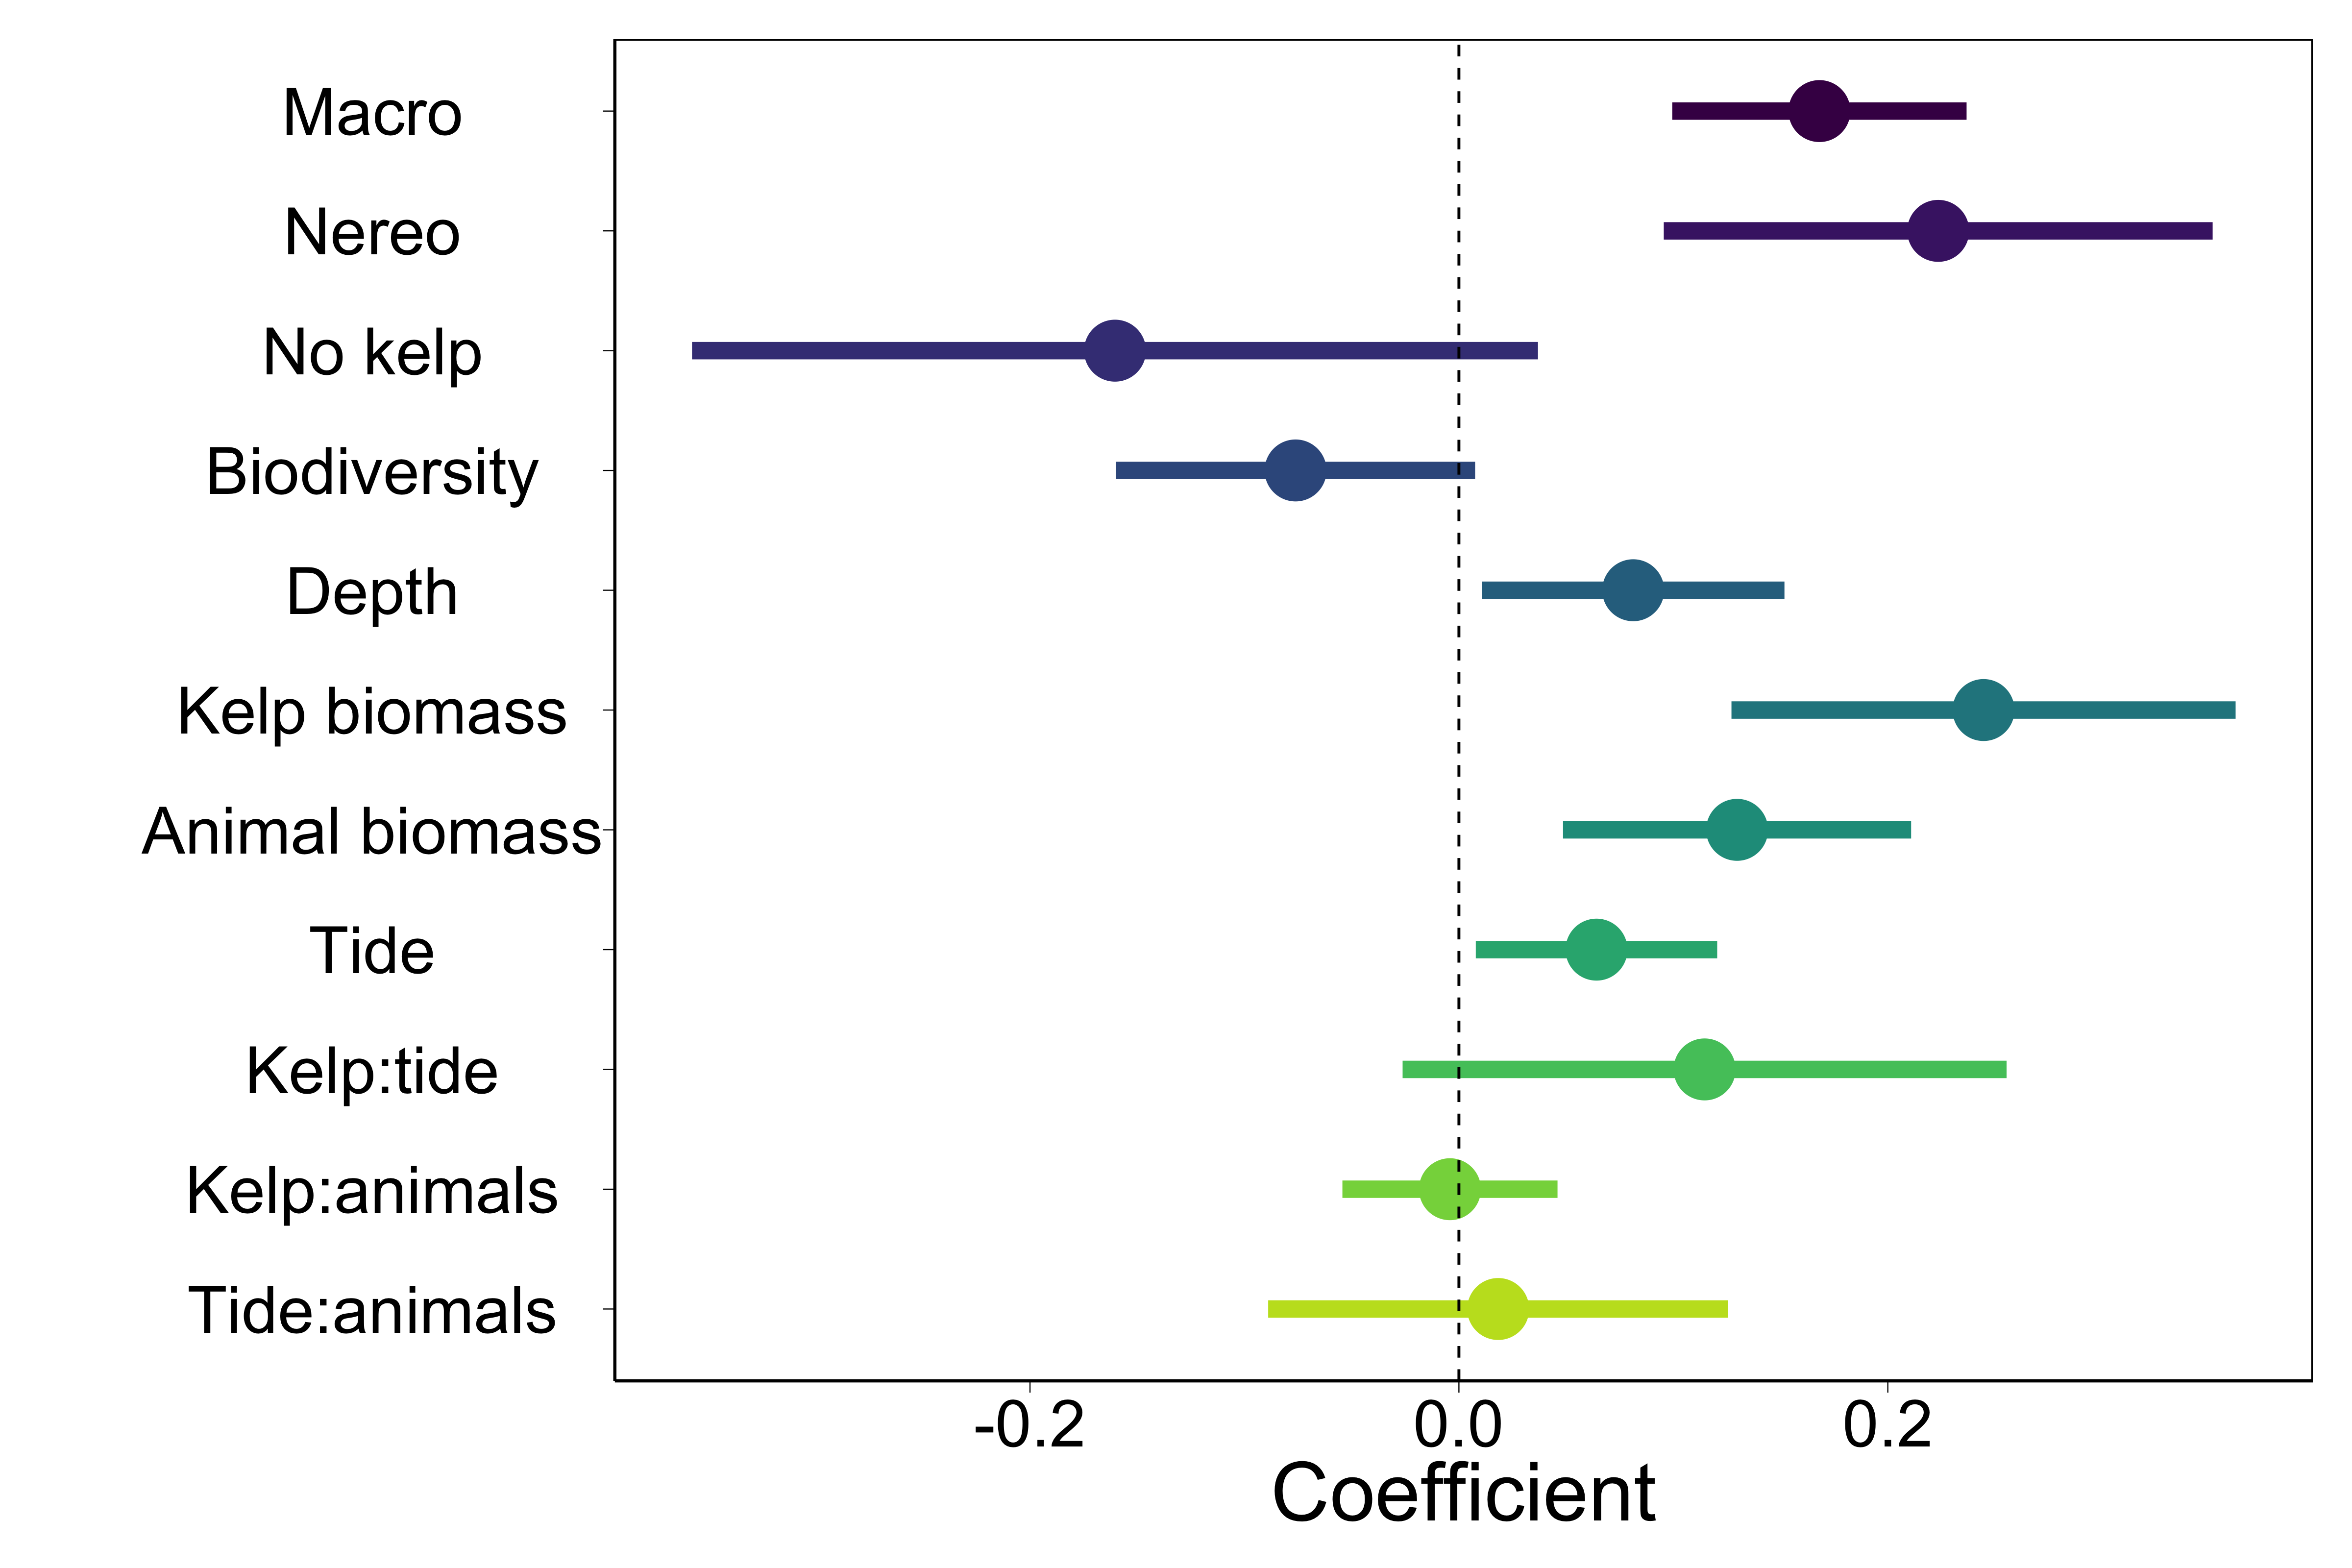 Macro
Nereo
No kelp
Biodiversity
Depth
Kelp biomass
Animal biomass
Tide
Kelp:tide
Kelp:animals
Tide:animals
-0.2 0.0 0.2
Coefficient